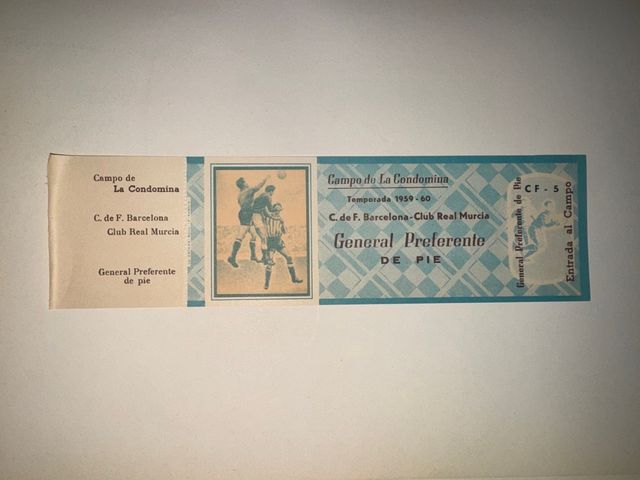 Campo de
La Condomina
C. de F. Barcelona
Club Real Murcia
General Preferente
de pie
Campo de La Condomina
Temporada 1959-60
C. de F. Barcelona-Club Real Murcia
General Preferente
DE PIE
General Preferente de Pie
CF - 5
Entrada al Campo